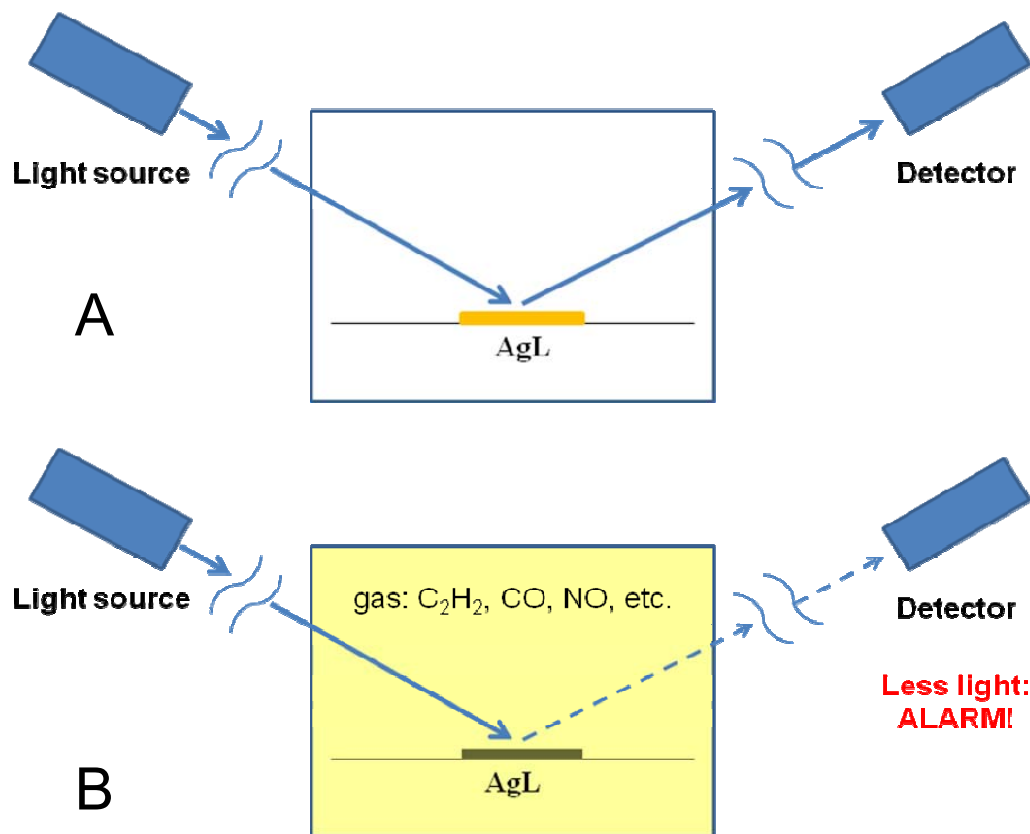 Light source
Detector
A
AgL
gas: C₂H₂, CO, NO, etc.
Light source
Detector
Less light:
ALARM!
B
AgL